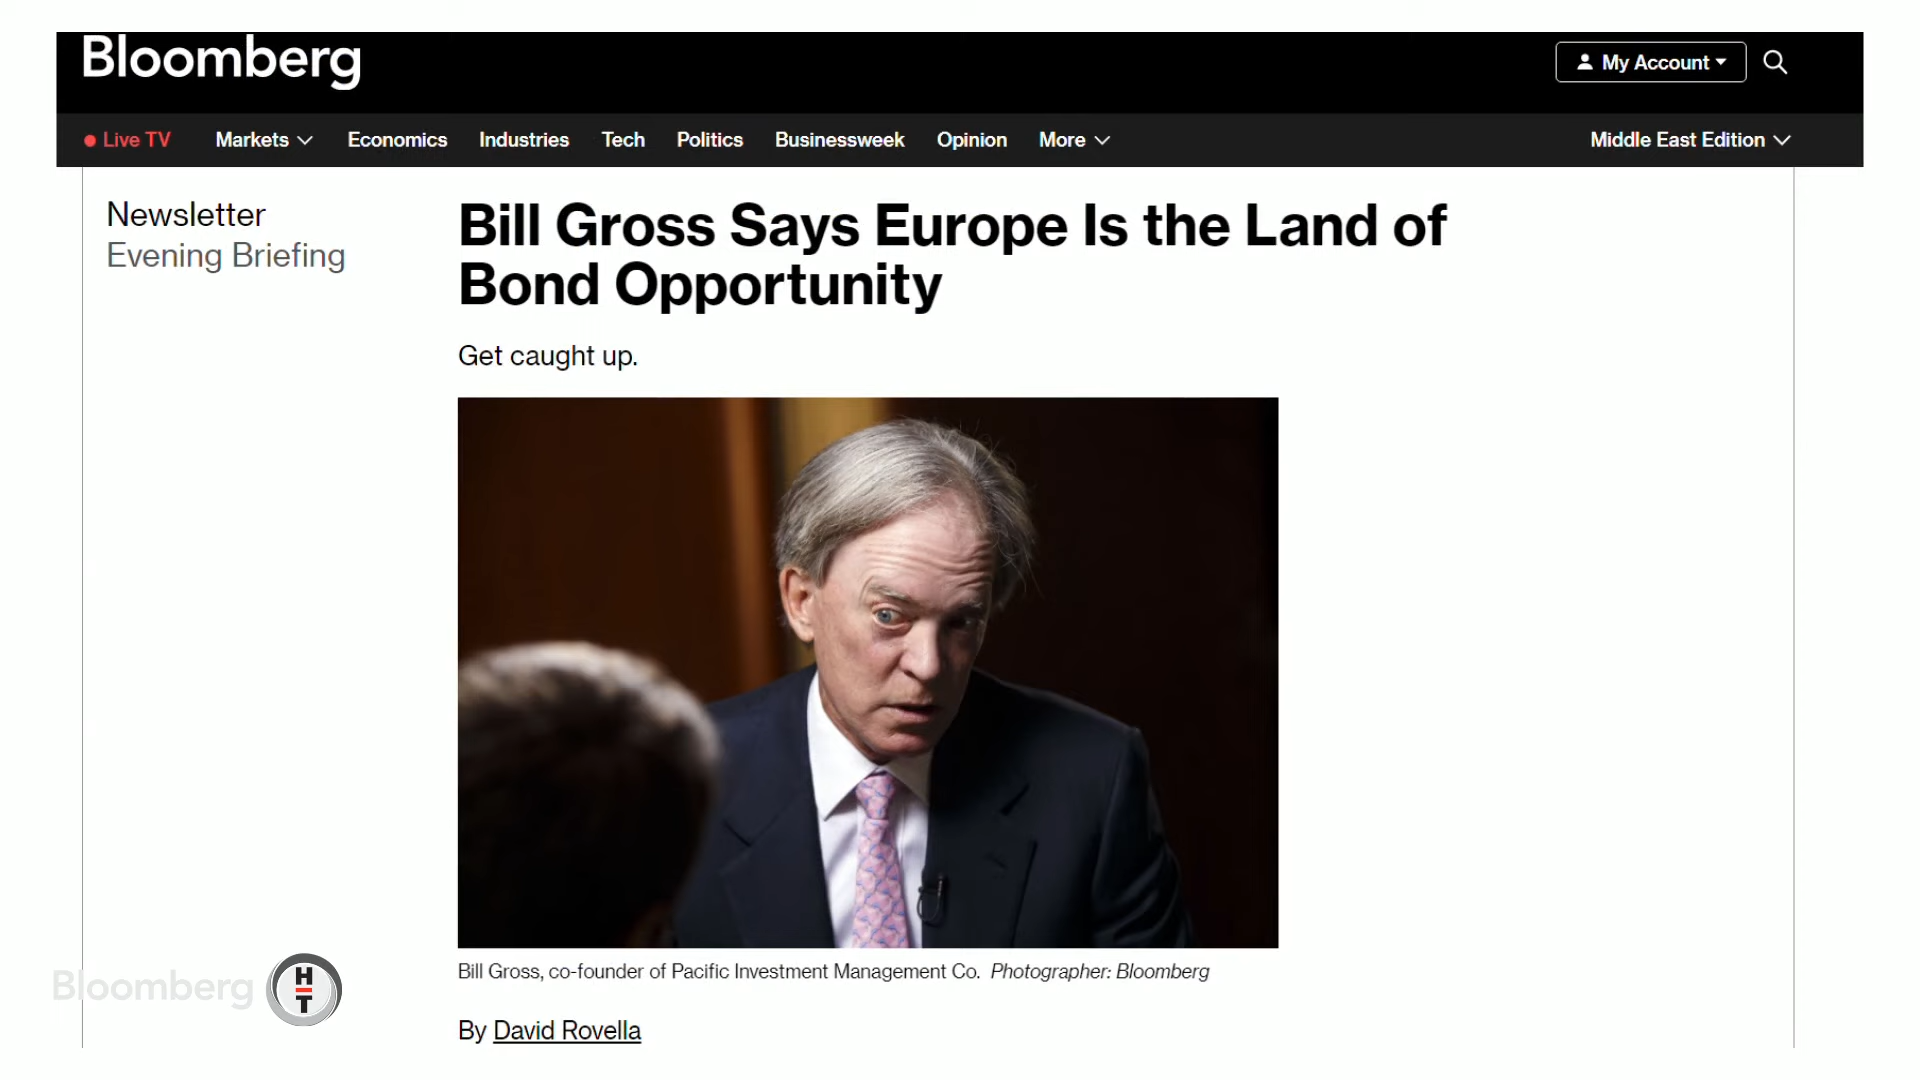 Bloomberg
My Account
Live TV Markets Economics Industries Tech Politics Businessweek Opinion More Middle East Edition
Newsletter
Evening Briefing
Bill Gross Says Europe Is the Land of
Bond Opportunity
Get caught up.
Bill Gross, co-founder of Pacific Investment Management Co. Photographer: Bloomberg
By David Rovella
Bloomberg HT